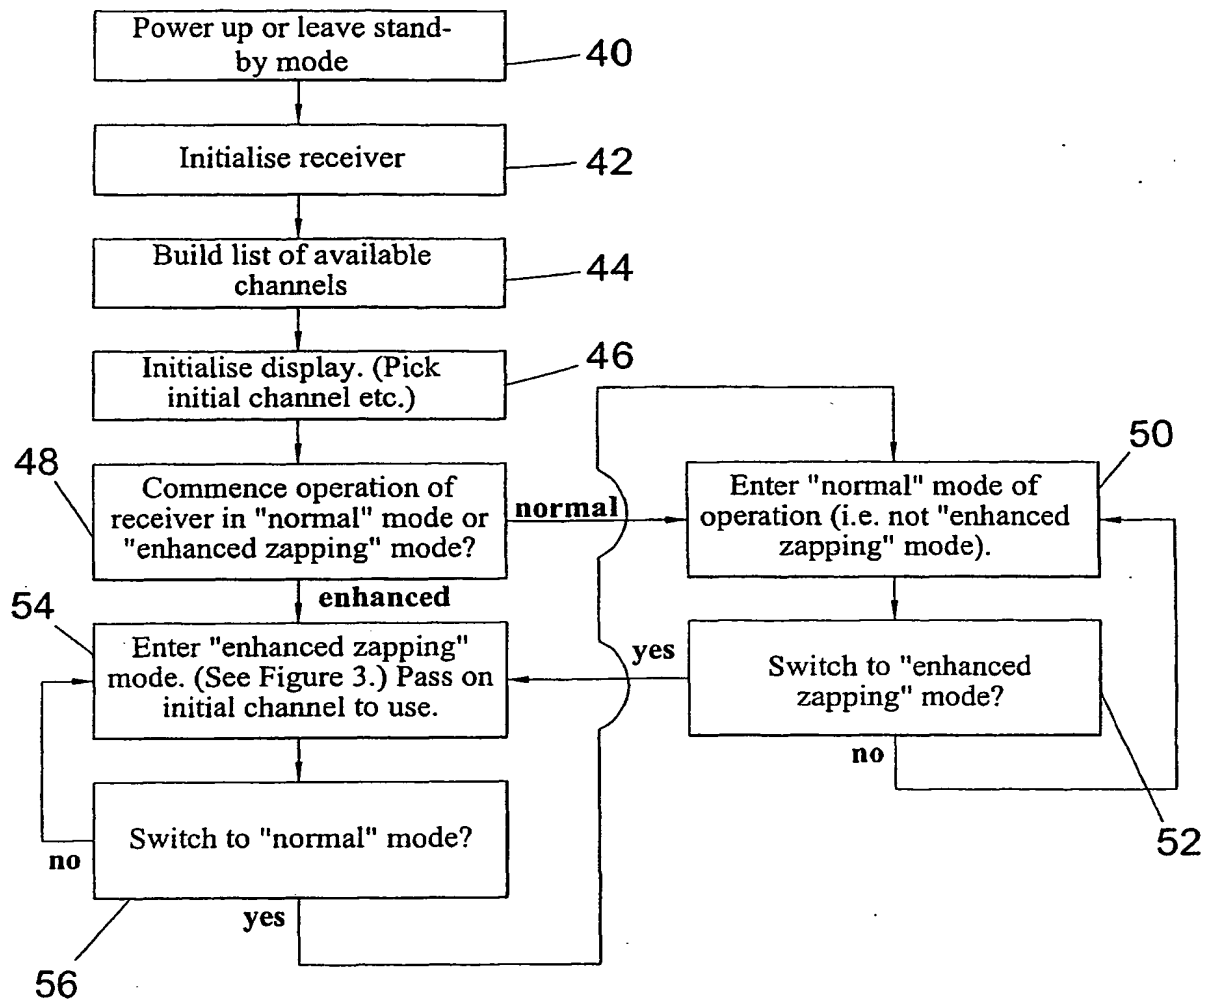 Power up or leave stand-
by mode
40
Initialise receiver
42
Build list of available
channels
44
Initialise display. (Pick
initial channel etc.)
46
48
Commence operation of
receiver in "normal" mode or
"enhanced zapping" mode?
normal
enhanced
50
Enter "normal" mode of
operation (i.e. not "enhanced
zapping" mode).
54
Enter "enhanced zapping"
mode. (See Figure 3.) Pass on
initial channel to use.
yes
Switch to "enhanced
zapping" mode?
no
52
Switch to "normal" mode?
no
yes
56